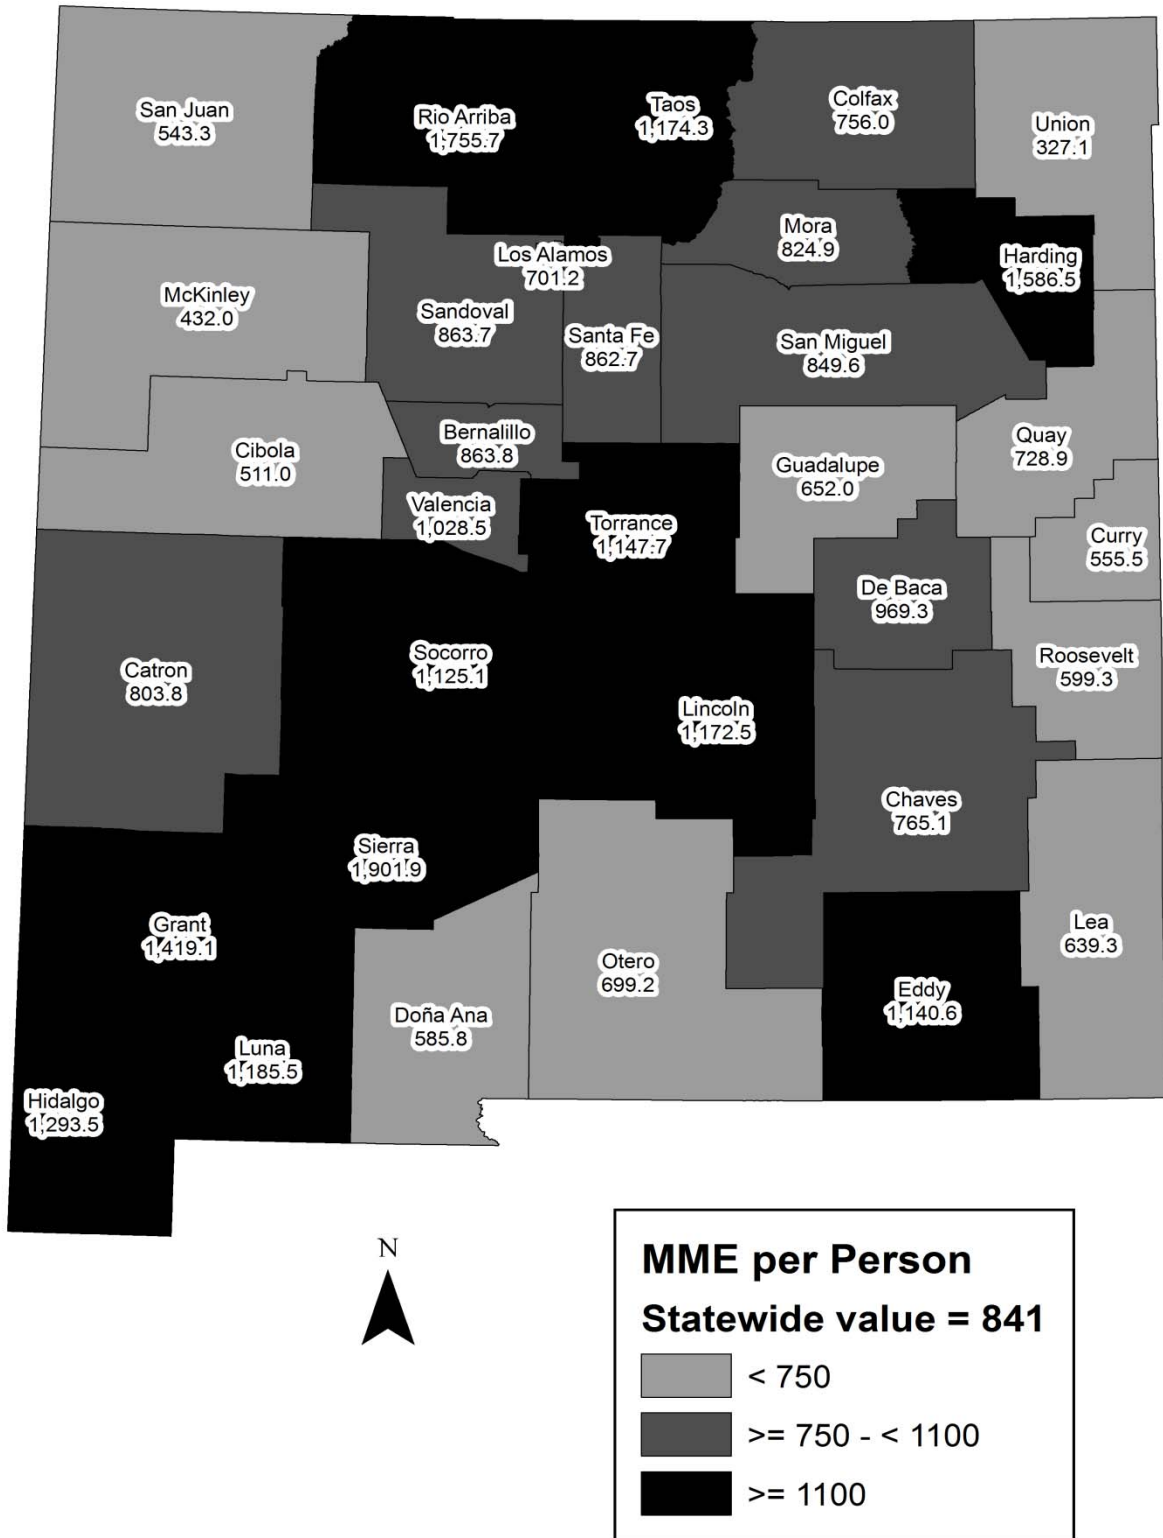 San Juan
543.3
Rio Arriba
1,755.7
Taos
1,174.3
Colfax
756.0
Union
327.1
Mora
824.9
Harding
1,586.5
Los Alamos
701.2
McKinley
432.0
Sandoval
863.7
Santa Fe
862.7
San Miguel
849.6
Cibola
511.0
Bernalillo
863.8
Guadalupe
652.0
Quay
728.9
Valencia
1,028.5
Torrance
1,147.7
Curry
555.5
De Baca
969.3
Catron
803.8
Socorro
1,125.1
Roosevelt
599.3
Lincoln
1,172.5
Chaves
765.1
Sierra
1,901.9
Grant
1,419.1
Otero
699.2
Lea
639.3
Doña Ana
585.8
Eddy
1,140.6
Luna
1,185.5
Hidalgo
1,293.5
N
MME per Person
Statewide value = 841
< 750
>= 750 - < 1100
>= 1100